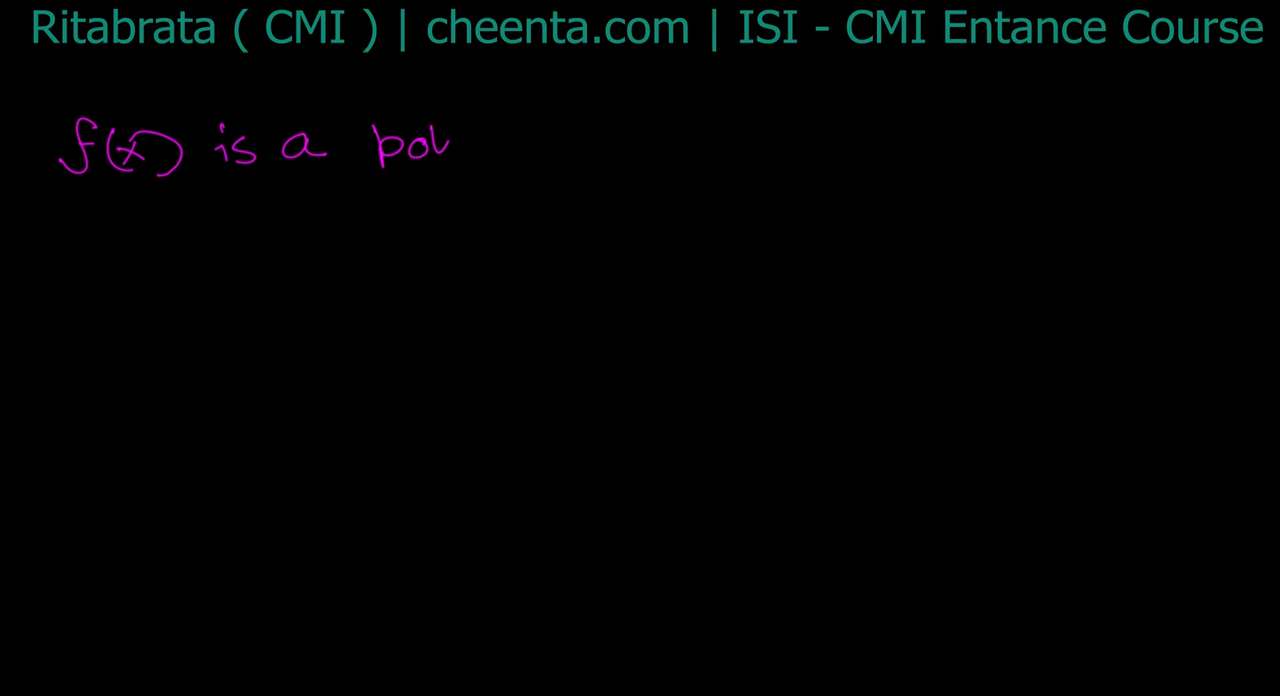 Ritabrata ( CMI ) | cheenta.com | ISI - CMI Entance Course
f(x) is a pol